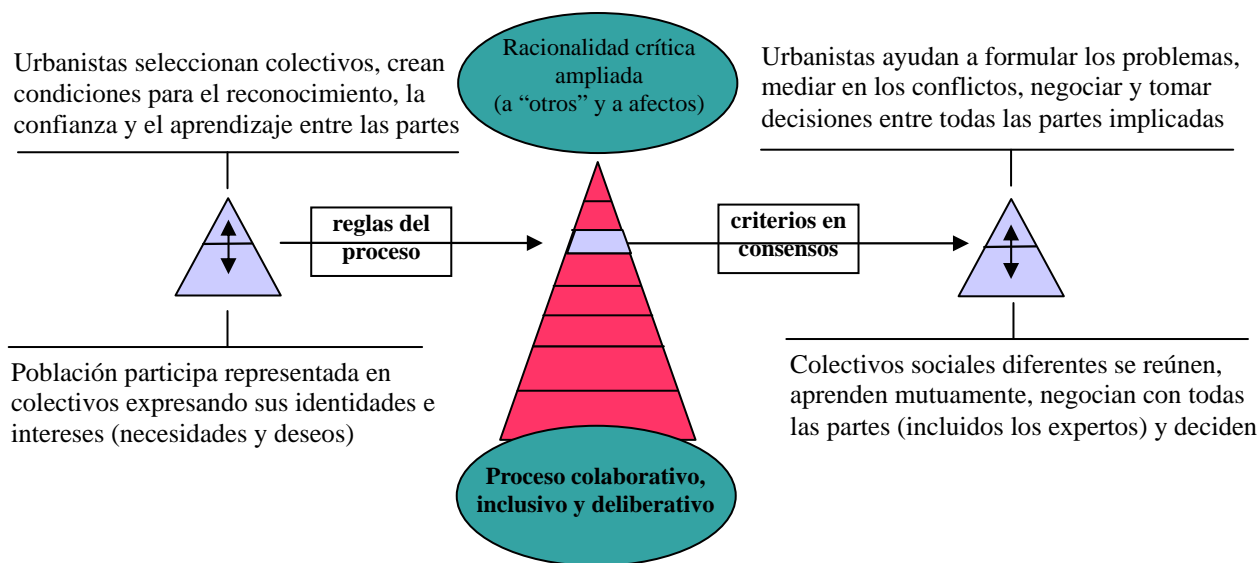 Urbanistas seleccionan colectivos, crean
condiciones para el reconocimiento, la
confianza y el aprendizaje entre las partes
Racionalidad crítica
ampliada
(a “otros” y a afectos)
Urbanistas ayudan a formular los problemas,
mediar en los conflictos, negociar y tomar
decisiones entre todas las partes implicadas
reglas del
proceso
criterios en
consensos
Población participa representada en
colectivos expresando sus identidades e
intereses (necesidades y deseos)
Colectivos sociales diferentes se reúnen,
aprenden mutuamente, negocian con todas
las partes (incluidos los expertos) y deciden
Proceso colaborativo,
inclusivo y deliberativo